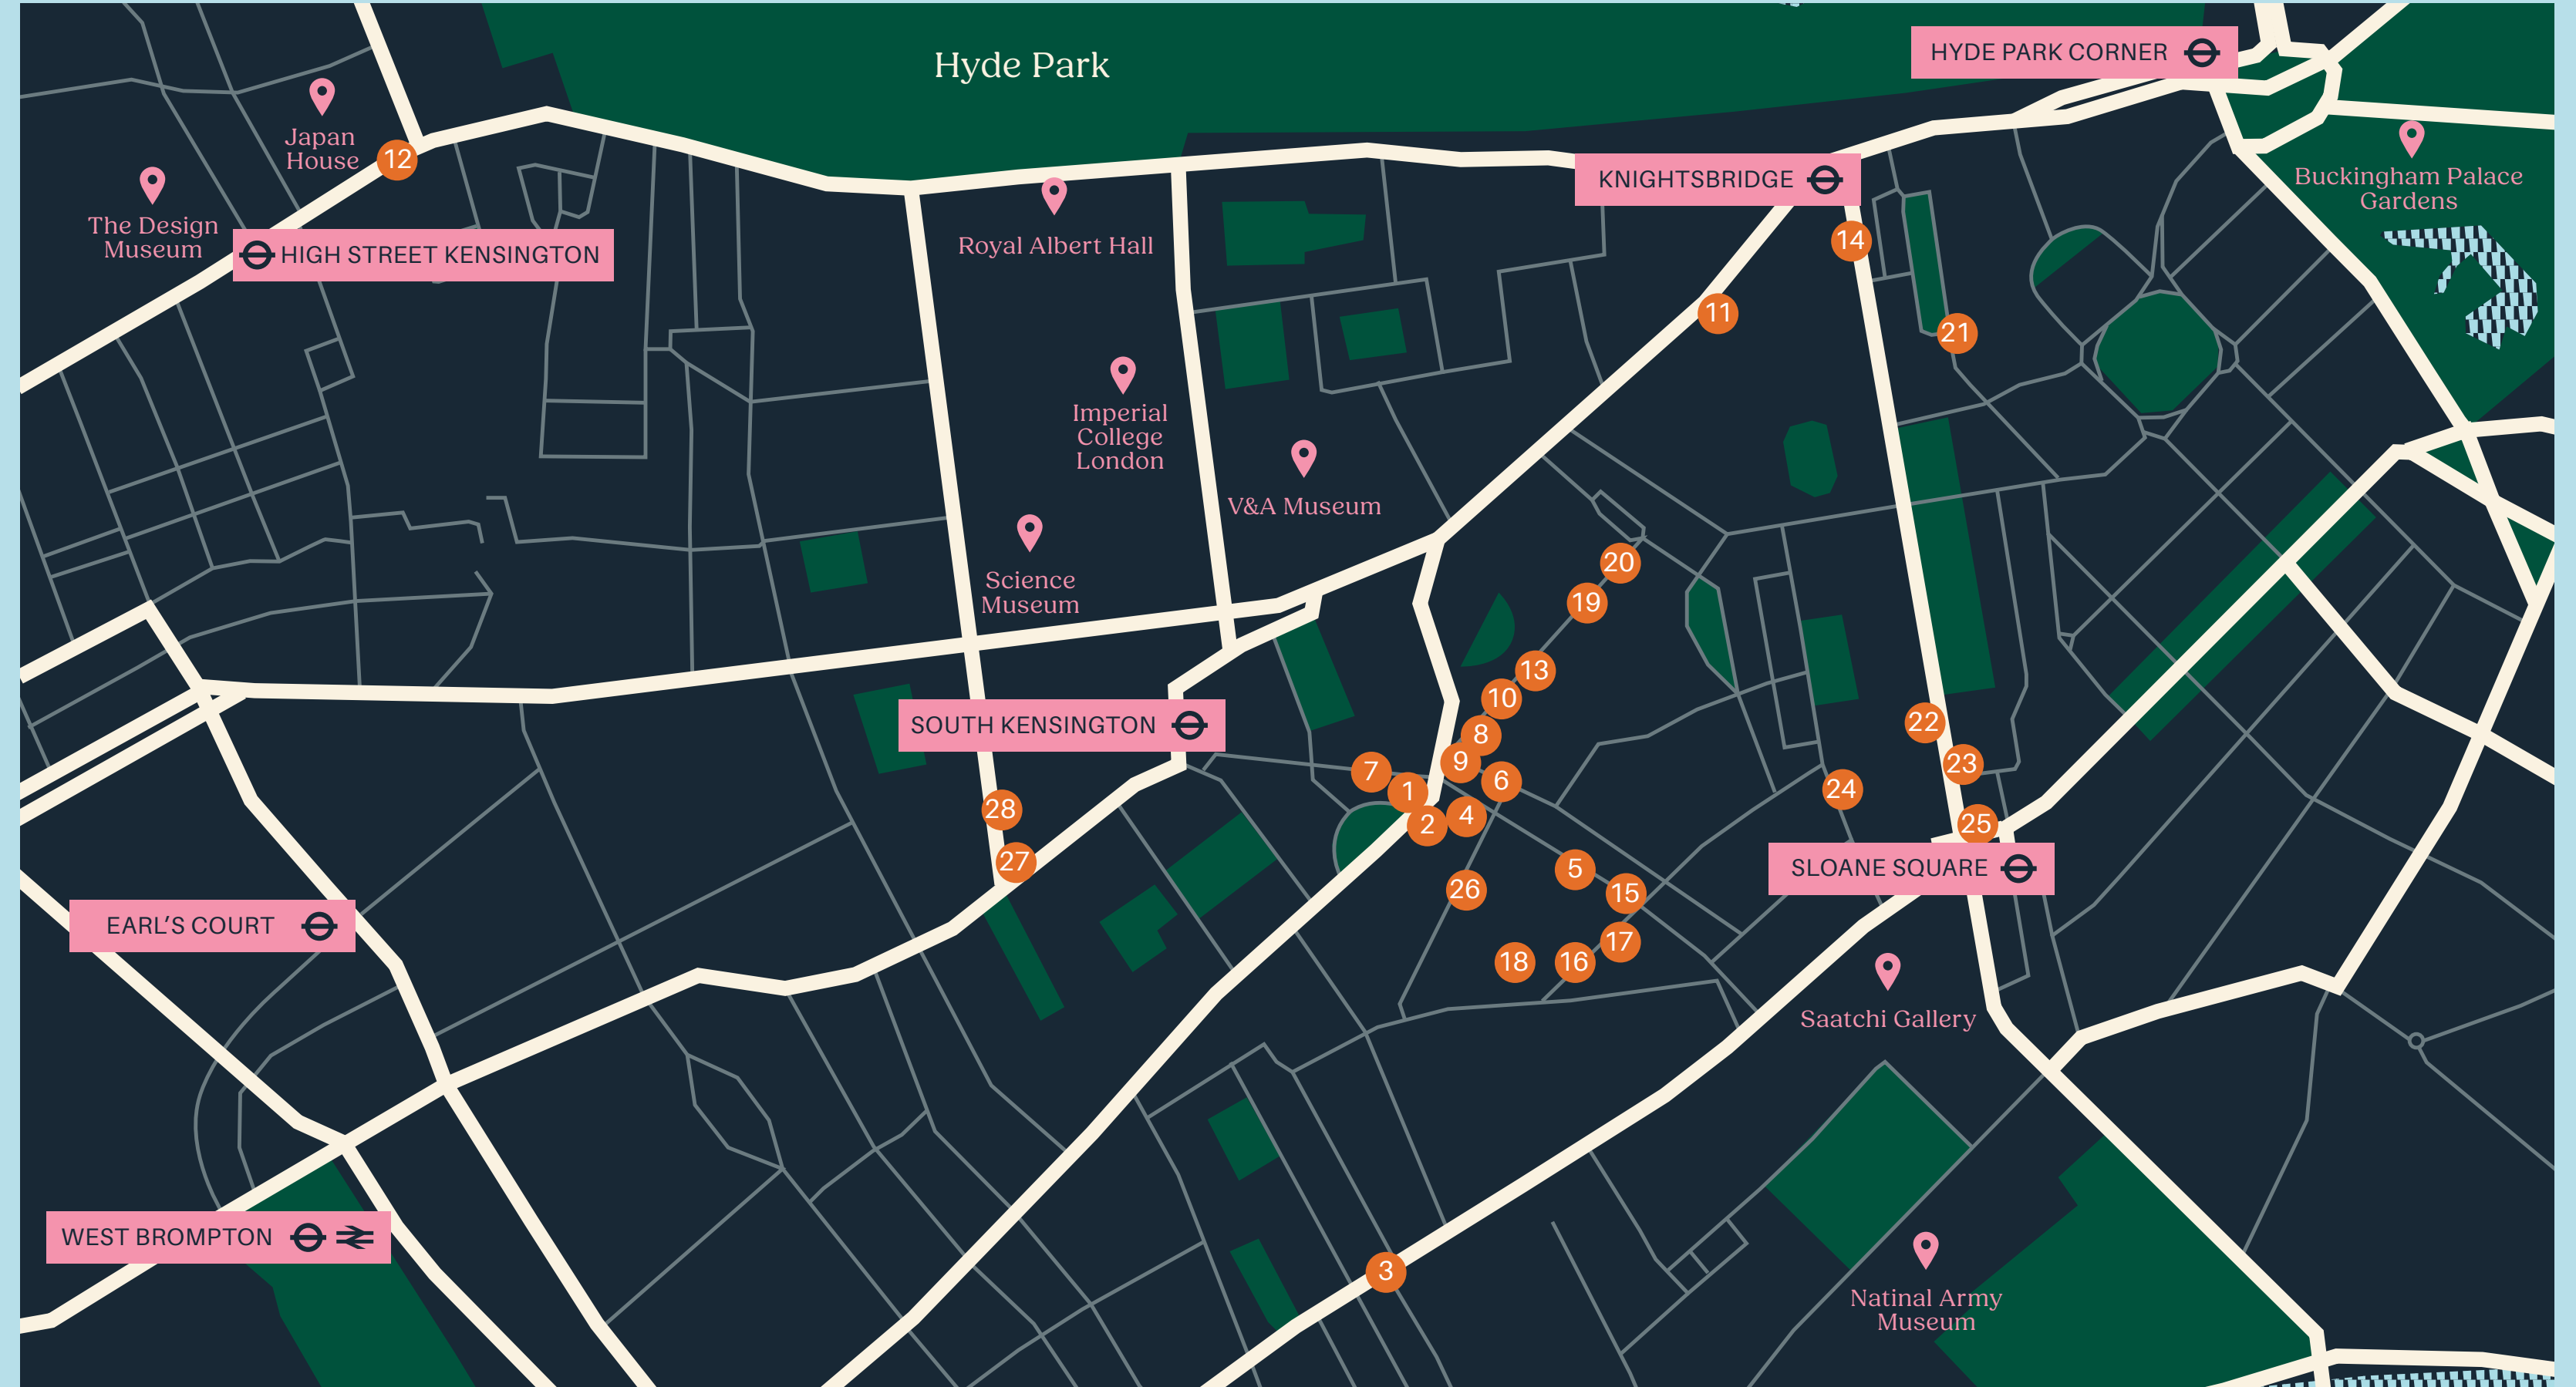 Hyde Park
HYDE PARK CORNER
Japan
House
12
The Design
Museum
HIGH STREET KENSINGTON
Royal Albert Hall
KNIGHTSBRIDGE
Buckingham Palace
Gardens
14
11
21
Imperial
College
London
V&A Museum
Science
Museum
20
19
13
10
8
9
7
1
6
2
4
SOUTH KENSINGTON
22
23
24
25
28
27
5
15
26
17
18
16
SLOANE SQUARE
EARL’S COURT
Saatchi Gallery
WEST BROMPTON
3
Natinal Army
Museum